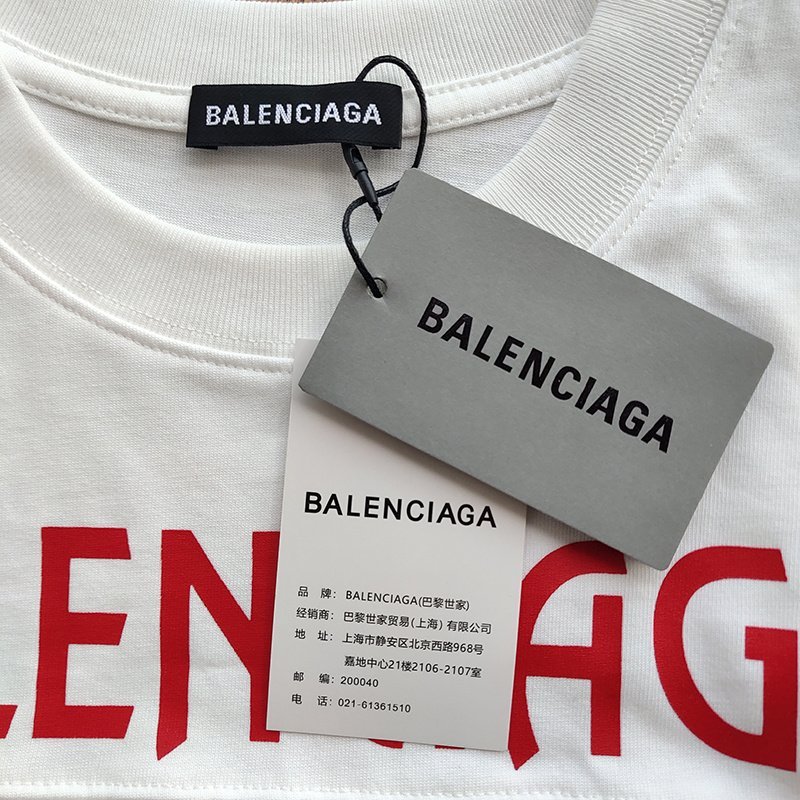 BALENCIAGA
BALENCIAGA
BALENCIAGA
品 牌: BALENCIAGA(巴黎世家)
经销商: 巴黎世家贸易(上海)有限公司
地 址: 上海市静安区北京西路968号
嘉地中心21楼2106-2107室
邮 编: 200040
电 话: 021-61361510